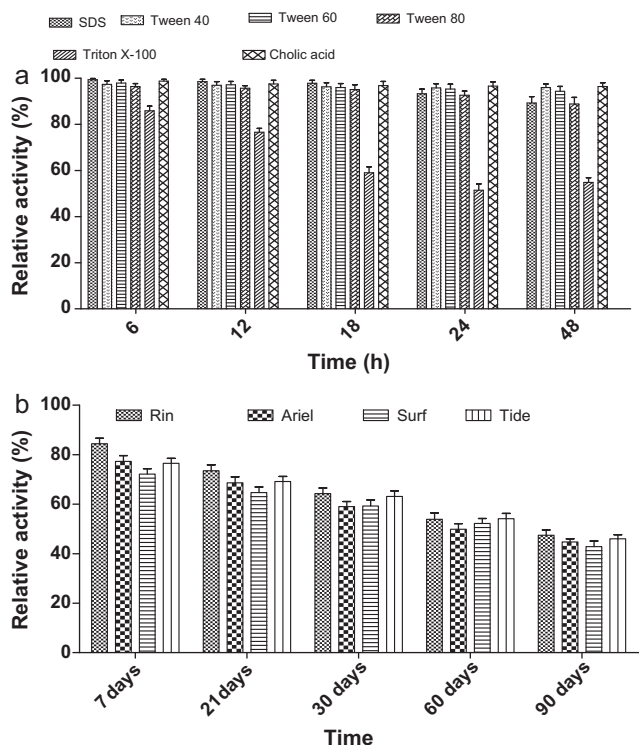 SDS Tween 40 Tween 60 Tween 80
Triton X-100 Cholic acid
a
Relative activity (%)
100
80
60
40
20
0
6 12 18 24 48
Time (h)
b
Relative activity (%)
100
80
60
40
20
0
Rin Ariel Surf Tide
7 days 21days 30 days 60 days 90 days
Time